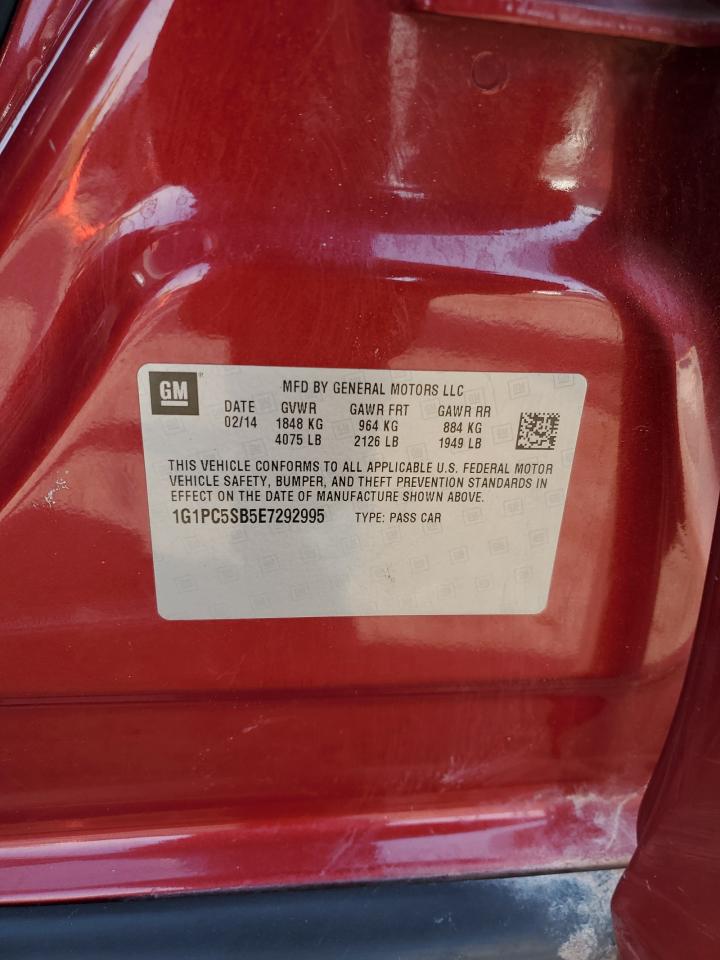 GM
MFD BY GENERAL MOTORS LLC
DATE GVWR GAWR FRT GAWR RR
02/14 1848 KG 964 KG 884 KG
4075 LB 2126 LB 1949 LB
THIS VEHICLE CONFORMS TO ALL APPLICABLE U.S. FEDERAL MOTOR
VEHICLE SAFETY, BUMPER, AND THEFT PREVENTION STANDARDS IN
EFFECT ON THE DATE OF MANUFACTURE SHOWN ABOVE.
1G1PC5SB5E7292995 TYPE: PASS CAR